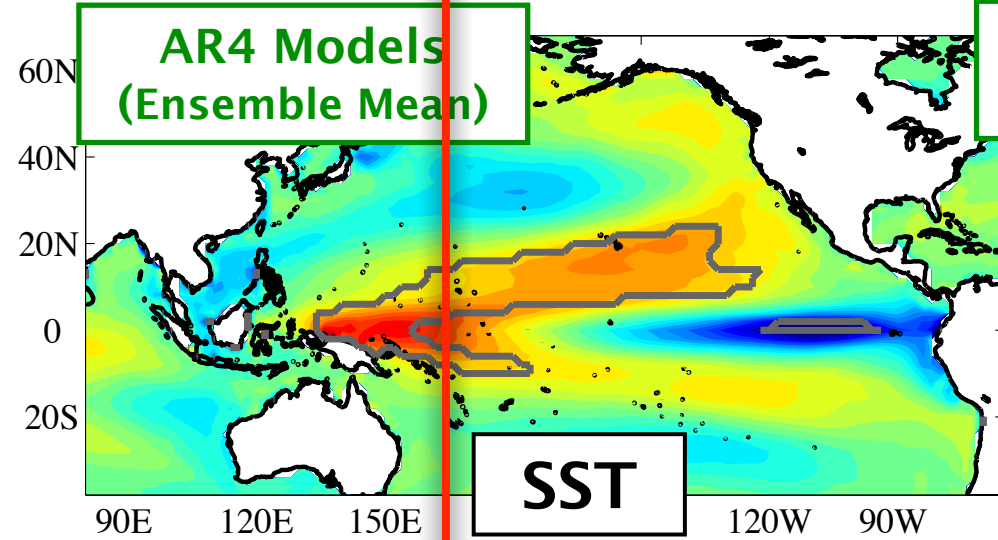 AR4 Models
(Ensemble Mean)
60N
40N
20N
0
20S
SST
90E
120E
150E
120W
90W